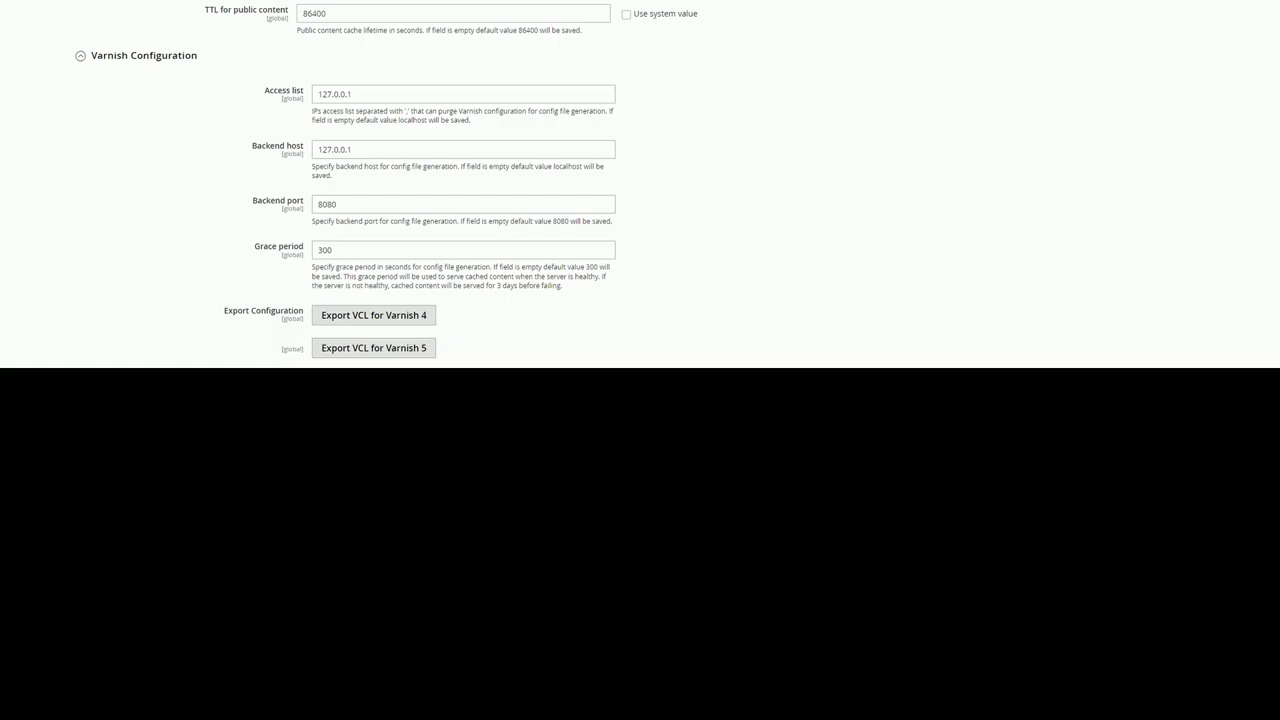 TTL for public content
[global]
86400
Use system value
Public content cache lifetime in seconds. If field is empty default value 86400 will be saved.
Varnish Configuration
Access list
[global]
127.0.0.1
IPs access list separated with ',' that can purge Varnish configuration for config file generation. If
field is empty default value localhost will be saved.
Backend host
[global]
127.0.0.1
Specify backend host for config file generation. If field is empty default value localhost will be
saved.
Backend port
[global]
8080
Specify backend port for config file generation. If field is empty default value 8080 will be saved.
Grace period
[global]
300
Specify grace period in seconds for config file generation. If field is empty default value 300 will
be saved. This grace period will be used to serve cached content when the server is healthy. If
the server is not healthy, cached content will be served for 3 days before failing.
Export Configuration
[global]
Export VCL for Varnish 4
[global]
Export VCL for Varnish 5